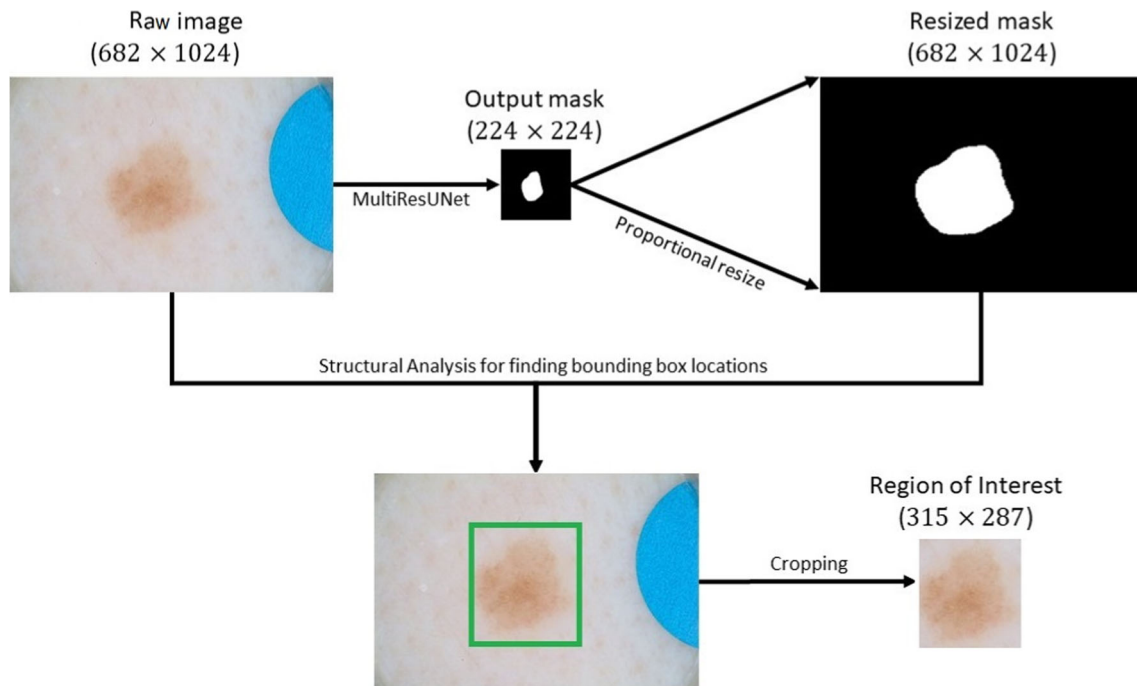 Raw image
(682 × 1024)
Resized mask
(682 × 1024)
Output mask
(224 × 224)
MultiResUNet
Proportional resize
Structural Analysis for finding bounding box locations
Region of Interest
(315 × 287)
Cropping